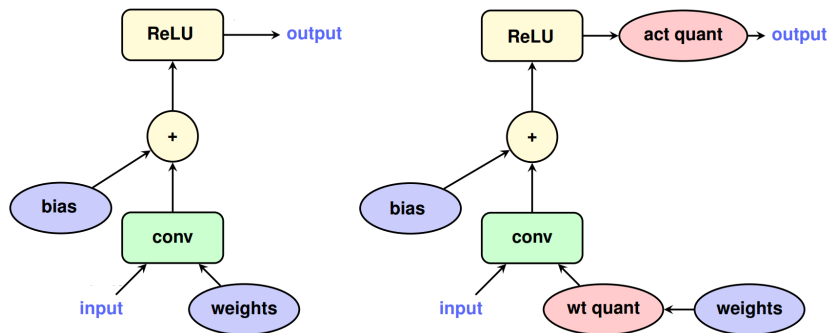 ReLU
output
+
bias
conv
input
weights
ReLU
act quant
output
+
bias
conv
input
wt quant
weights